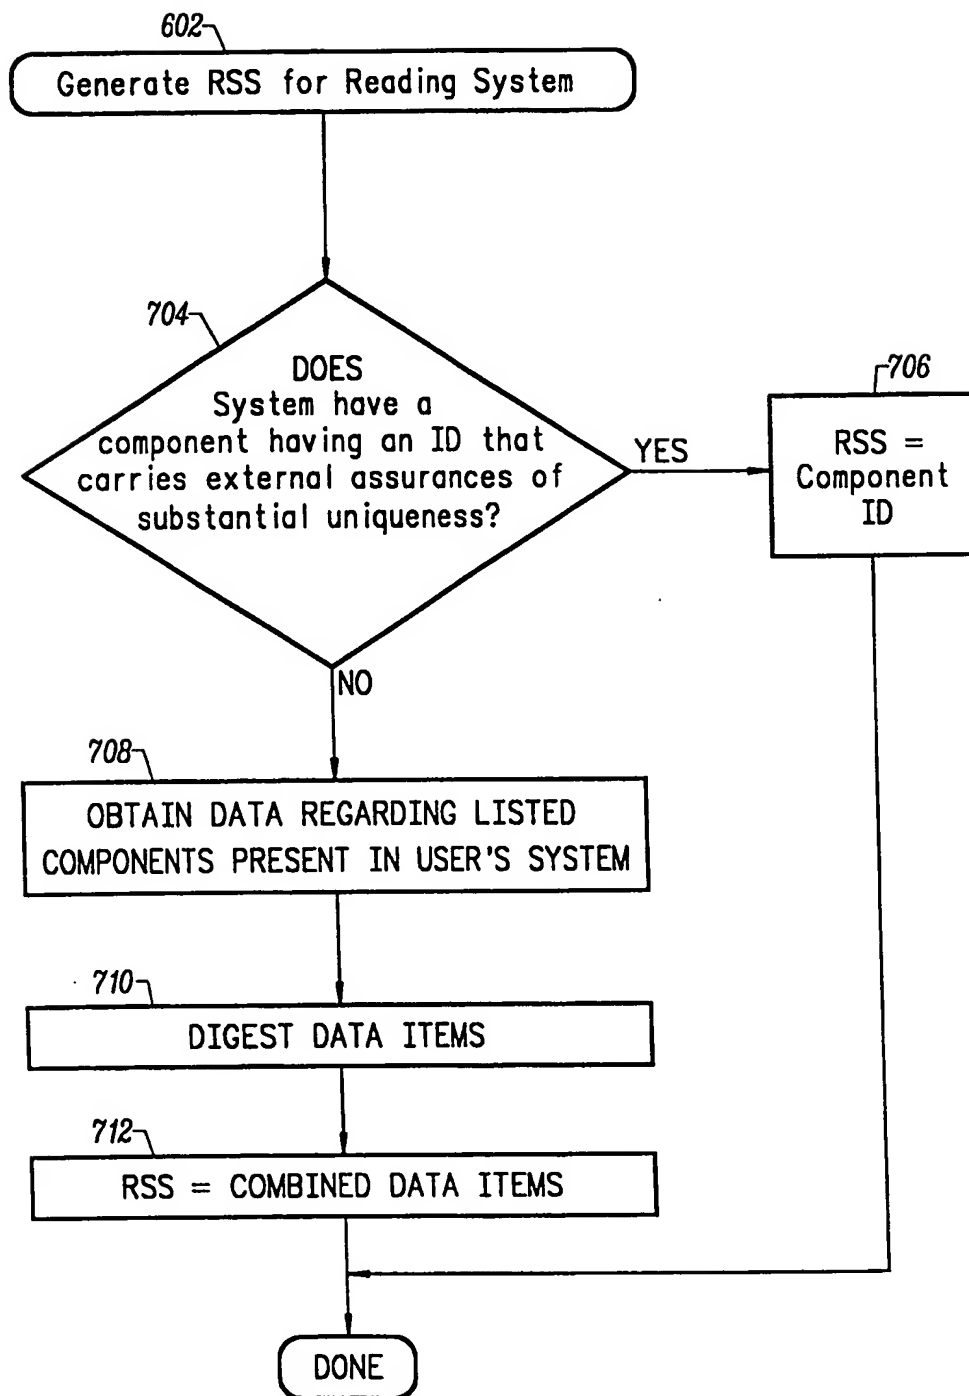 602
Generate RSS for Reading System
704
DOES
System have a
component having an ID that
carries external assurances of
substantial uniqueness?
YES
706
RSS =
Component
ID
NO
708
OBTAIN DATA REGARDING LISTED
COMPONENTS PRESENT IN USER'S SYSTEM
710
DIGEST DATA ITEMS
712
RSS = COMBINED DATA ITEMS
DONE